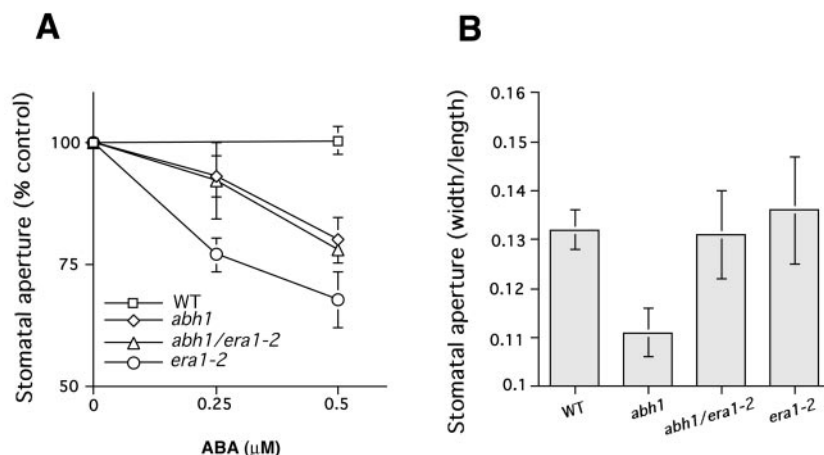 A
Stomatal aperture (% control)
100
75
50
WT
abh1
abh1/era1-2
era1-2
0
0.25
0.5
ABA (μM)
B
Stomatal aperture (width/length)
0.16
0.15
0.14
0.13
0.12
0.11
0.1
WT
abh1
abh1/era1-2
era1-2